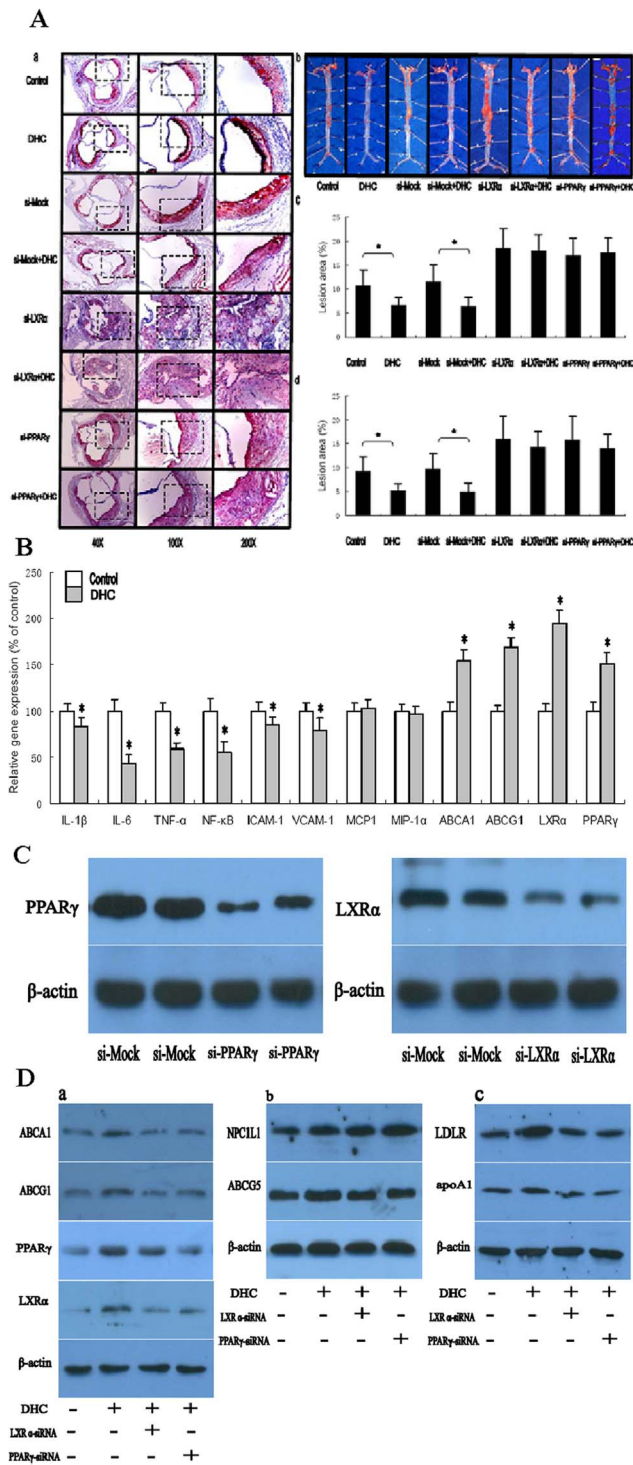 A
a
Control
DHC
si-Mock
si-Mock+DHC
si-LXRα
si-LXRα+DHC
si-PPARγ
si-PPARγ+DHC
40X 100X 200X
b
Control DHC si-Mock si-Mock+DHC si-LXRα si-LXRα+DHC si-PPARγ si-PPARγ+DHC
c
Lesion area (%)
25
20
15
10
5
0
* *
Control DHC si-Mock si-Mock+DHC si-LXRα si-LXRα+DHC si-PPARγ si-PPARγ+DHC
d
Lesion area (%)
25
20
15
10
5
0
* *
Control DHC si-Mock si-Mock+DHC si-LXRα si-LXRα+DHC si-PPARγ si-PPARγ+DHC
B
Relative gene expression (% of control)
250
200
150
100
50
0
Control
DHC
* * * * * * * * * *
IL-1β IL-6 TNF-α NF-κB ICAM-1 VCAM-1 MCP1 MIP-1α ABCA1 ABCG1 LXRα PPARγ
C
PPARγ
β-actin
si-Mock si-Mock si-PPARγ si-PPARγ
LXRα
β-actin
si-Mock si-Mock si-LXRα si-LXRα
D
a
ABCA1
ABCG1
PPARγ
LXRα
β-actin
DHC - + + +
LXR α-siRNA - - + -
PPARγ-siRNA - - - +
b
NPC1L1
ABCG5
β-actin
DHC - + + +
LXR α-siRNA - - + -
PPARγ-siRNA - - - +
c
LDLR
apoA1
β-actin
DHC - + + +
LXR α-siRNA - - + -
PPARγ-siRNA - - - +